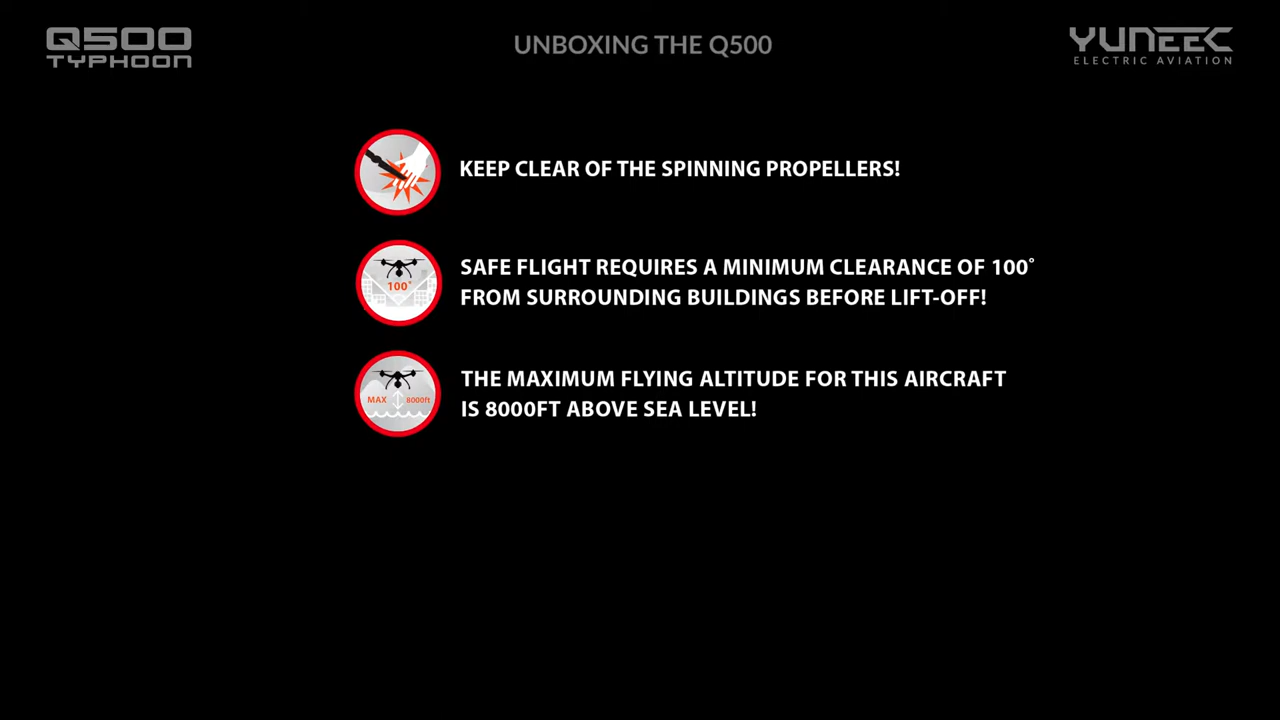 Q500
TYPHOON
UNBOXING THE Q500
YUNEEC
ELECTRIC AVIATION
KEEP CLEAR OF THE SPINNING PROPELLERS!
100˚
SAFE FLIGHT REQUIRES A MINIMUM CLEARANCE OF 100˚
FROM SURROUNDING BUILDINGS BEFORE LIFT-OFF!
MAX 8000ft
THE MAXIMUM FLYING ALTITUDE FOR THIS AIRCRAFT
IS 8000FT ABOVE SEA LEVEL!